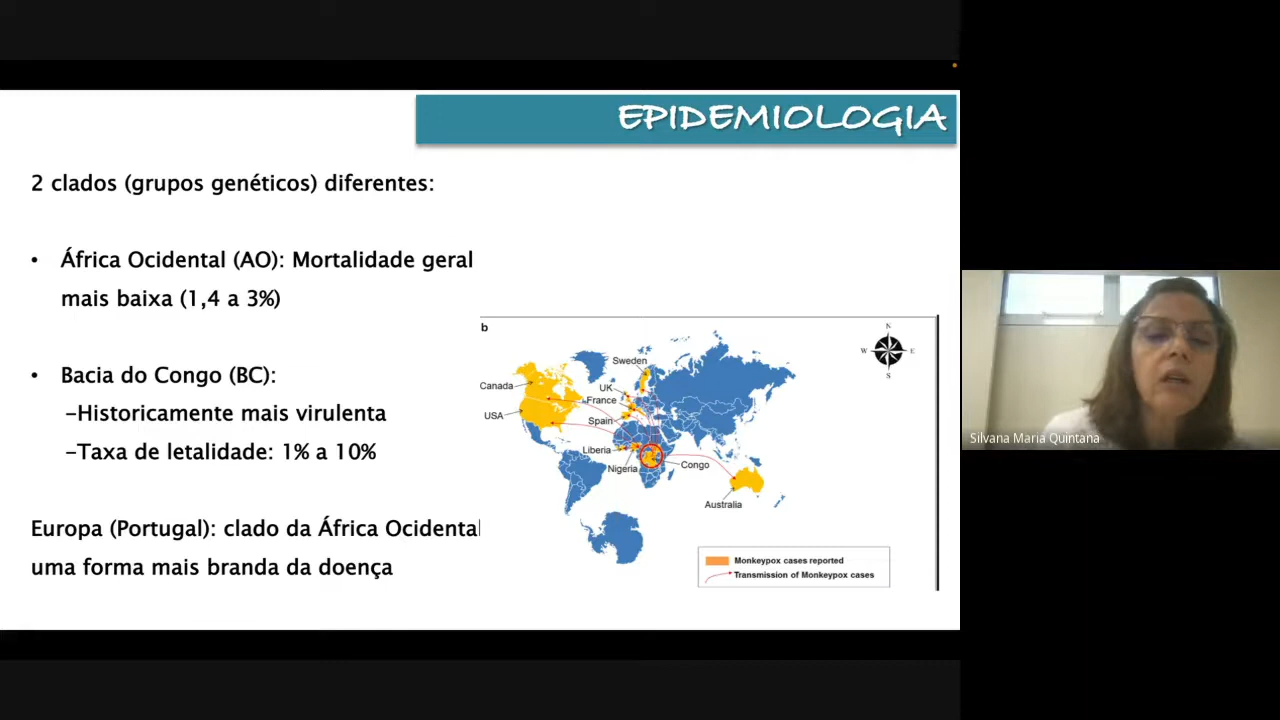 EPIDEMIOLOGIA
2 clados (grupos genéticos) diferentes:
• África Ocidental (AO): Mortalidade geral
mais baixa (1,4 a 3%)
• Bacia do Congo (BC):
–Historicamente mais virulenta
–Taxa de letalidade: 1% a 10%
Europa (Portugal): clado da África Ocidental
uma forma mais branda da doença
b
N
W
E
S
Sweden
Canada
UK
France
USA
Spain
Liberia
Nigeria
Congo
Australia
Monkeypox cases reported
Transmission of Monkeypox cases
Silvana Maria Quintana